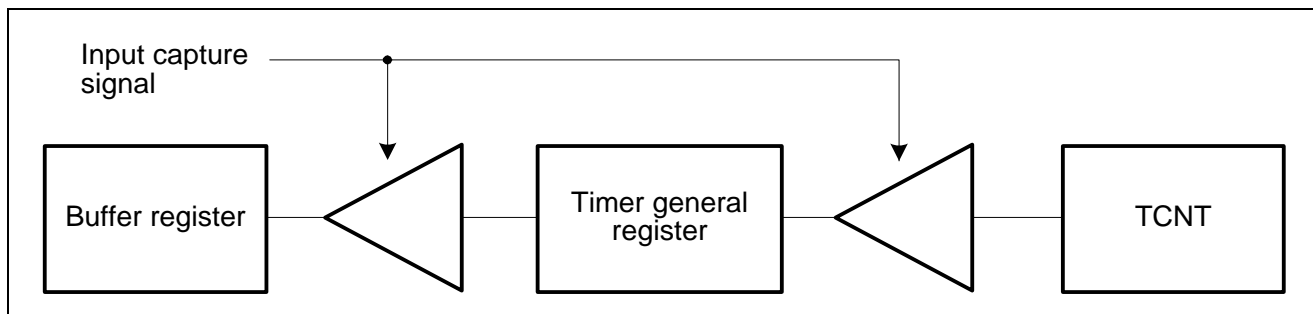 Input capture
signal
Buffer register
Timer general
register
TCNT